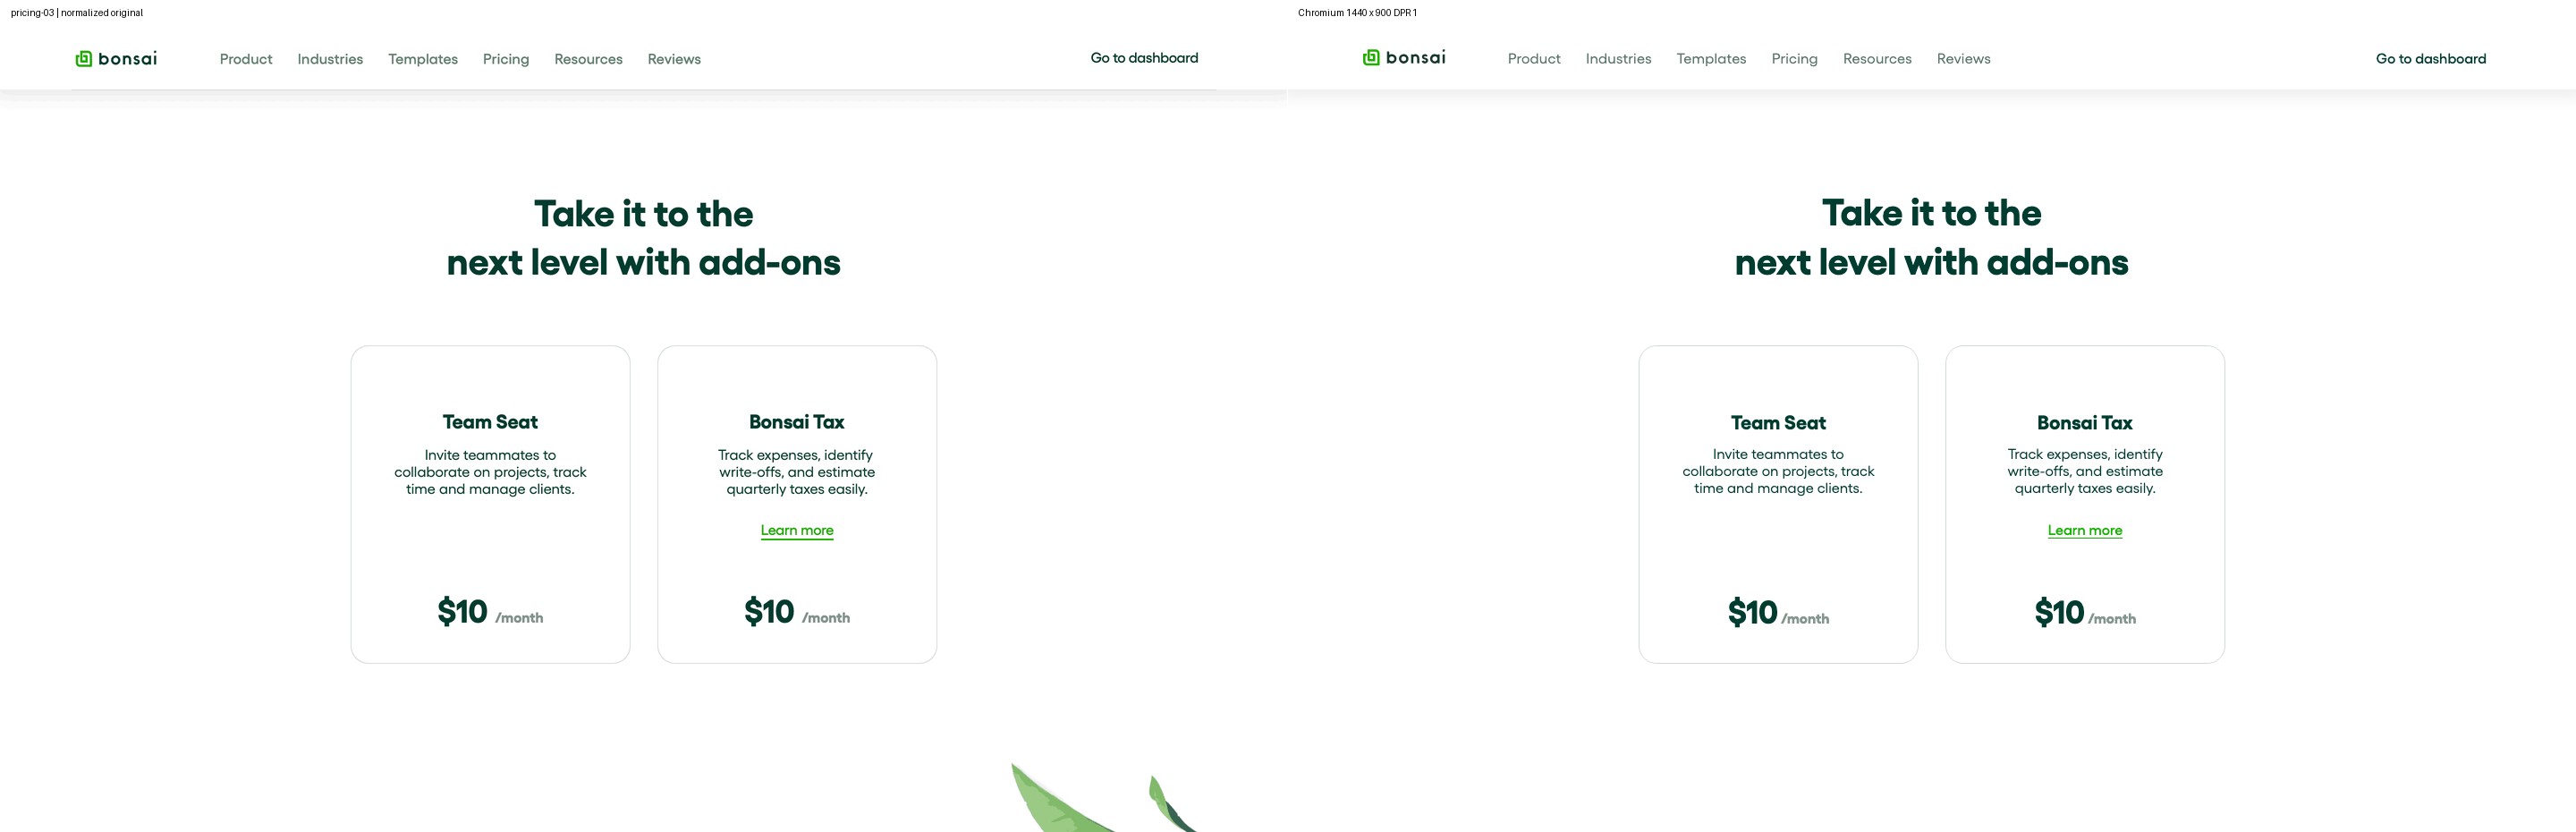 pricing-03 | normalized original
bonsai
Product Industries Templates Pricing Resources Reviews
Go to dashboard
Take it to the
next level with add-ons
Team Seat
Invite teammates to
collaborate on projects, track
time and manage clients.
$10 /month
Bonsai Tax
Track expenses, identify
write-offs, and estimate
quarterly taxes easily.
Learn more
$10 /month
Chromium 1440 x 900 DPR 1
bonsai
Product Industries Templates Pricing Resources Reviews
Go to dashboard
Take it to the
next level with add-ons
Team Seat
Invite teammates to
collaborate on projects, track
time and manage clients.
$10 /month
Bonsai Tax
Track expenses, identify
write-offs, and estimate
quarterly taxes easily.
Learn more
$10 /month